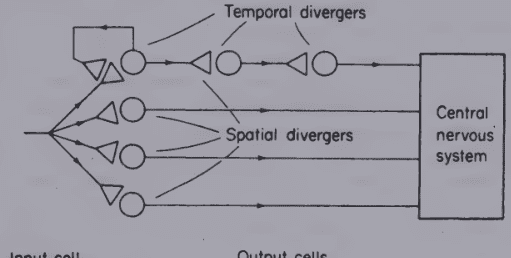 Temporal divergers
Central
nervous
system
Spatial divergers
Input cell
Output cells